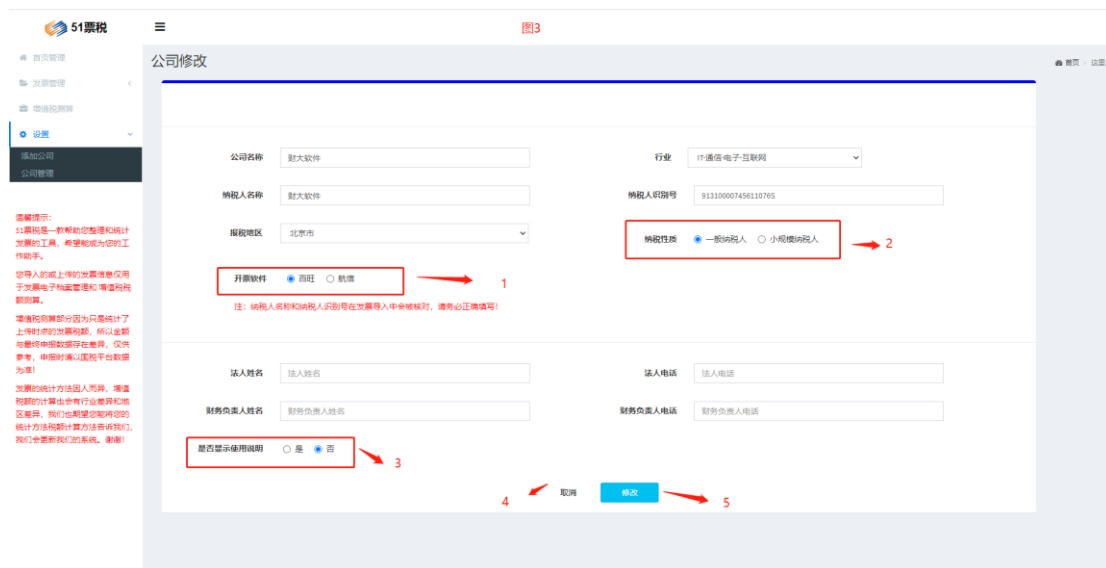 51票税
图3
首页管理
发票管理
增值税测算
设置
添加公司
公司管理
温馨提示:
51票税是一款帮助您整理和统计
发票的工具，希望能成为您的工
作助手。
您导入的或上传的发票信息仅用
于发票电子档案管理和 增值税税
额测算。
增值税测算部分因为只是统计了
上传时点的发票税额，所以金额
与最终申报数据存在差异，仅供
参考，申报时请以国税平台数据
为准!
发票的统计方法因人而异，增值
税额的计算也会有行业差异和地
区差异，我们也期望您能将您的
统计方法税额计算方法告诉我们，
我们会更新我们的系统。谢谢!
公司修改
首页 > 这里
公司名称 财大软件 行业 IT-通信-电子-互联网
纳税人名称 财大软件 纳税人识别号 91310000745611076S
报税地区 北京市 纳税性质 一般纳税人 小规模纳税人 2
开票软件 百旺 航信 1
注：纳税人名称和纳税人识别号在发票导入中会被核对，请务必正确填写!
法人姓名 法人姓名 法人电话 法人电话
财务负责人姓名 财务负责人姓名 财务负责人电话 财务负责人电话
是否显示使用说明 是 否 3
4 取消 修改 5